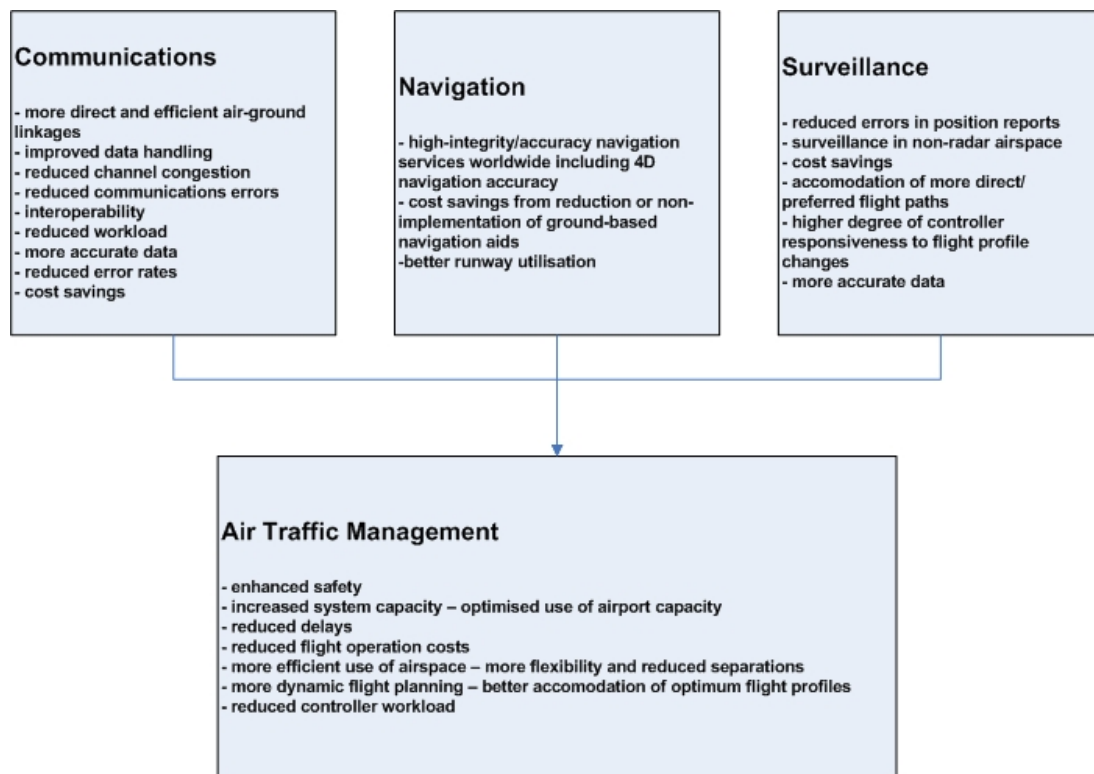 Communications
- more direct and efficient air-ground
linkages
- improved data handling
- reduced channel congestion
- reduced communications errors
- interoperability
- reduced workload
- more accurate data
- reduced error rates
- cost savings
Navigation
- high-integrity/accuracy navigation
services worldwide including 4D
navigation accuracy
- cost savings from reduction or non-
implementation of ground-based
navigation aids
-better runway utilisation
Surveillance
- reduced errors in position reports
- surveillance in non-radar airspace
- cost savings
- accomodation of more direct/
preferred flight paths
- higher degree of controller
responsiveness to flight profile
changes
- more accurate data
Air Traffic Management
- enhanced safety
- increased system capacity – optimised use of airport capacity
- reduced delays
- reduced flight operation costs
- more efficient use of airspace – more flexibility and reduced separations
- more dynamic flight planning – better accomodation of optimum flight profiles
- reduced controller workload